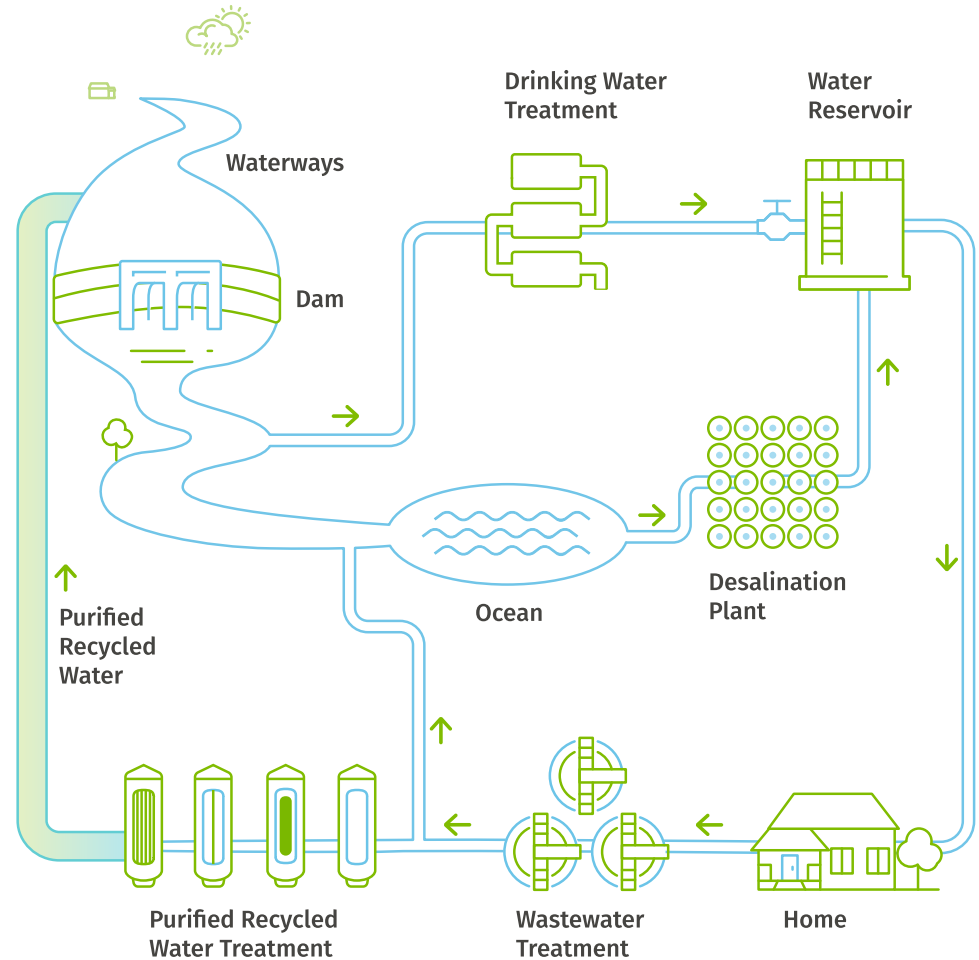 Drinking Water
Treatment
Water
Reservoir
Waterways
Dam
Desalination
Plant
Ocean
Purified
Recycled
Water
Purified Recycled
Water Treatment
Wastewater
Treatment
Home